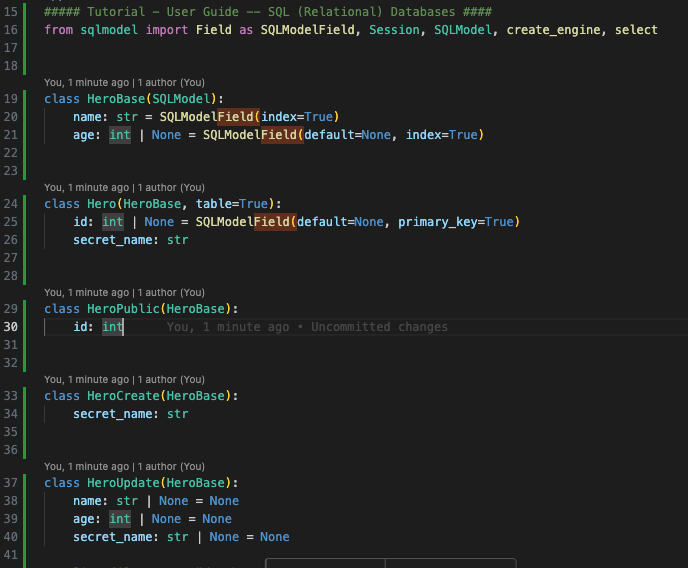 15 ##### Tutorial - User Guide -- SQL (Relational) Databases ####
16 from sqlmodel import Field as SQLModelField, Session, SQLModel, create_engine, select
17
18
You, 1 minute ago | 1 author (You)
19 class HeroBase(SQLModel):
20     name: str = SQLModelField(index=True)
21     age: int | None = SQLModelField(default=None, index=True)
22
23
You, 1 minute ago | 1 author (You)
24 class Hero(HeroBase, table=True):
25     id: int | None = SQLModelField(default=None, primary_key=True)
26     secret_name: str
27
28
You, 1 minute ago | 1 author (You)
29 class HeroPublic(HeroBase):
30     id: int      You, 1 minute ago • Uncommitted changes
31
32
You, 1 minute ago | 1 author (You)
33 class HeroCreate(HeroBase):
34     secret_name: str
35
36
You, 1 minute ago | 1 author (You)
37 class HeroUpdate(HeroBase):
38     name: str | None = None
39     age: int | None = None
40     secret_name: str | None = None
41